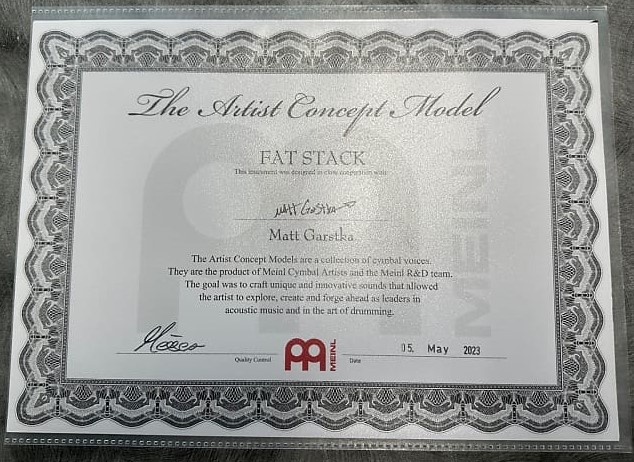 The Artist Concept Model
FAT STACK
This instrument was designed in close cooperation with:
Matt Garstka
Matt Garstka
The Artist Concept Models are a collection of cymbal voices.
They are the product of Meinl Cymbal Artists and the Meinl R&D team.
The goal was to craft unique and innovative sounds that allowed
the artist to explore, create and forge ahead as leaders in
acoustic music and in the art of drumming.
Quality Control
MEINL
Date
05. May 2023
MEINL